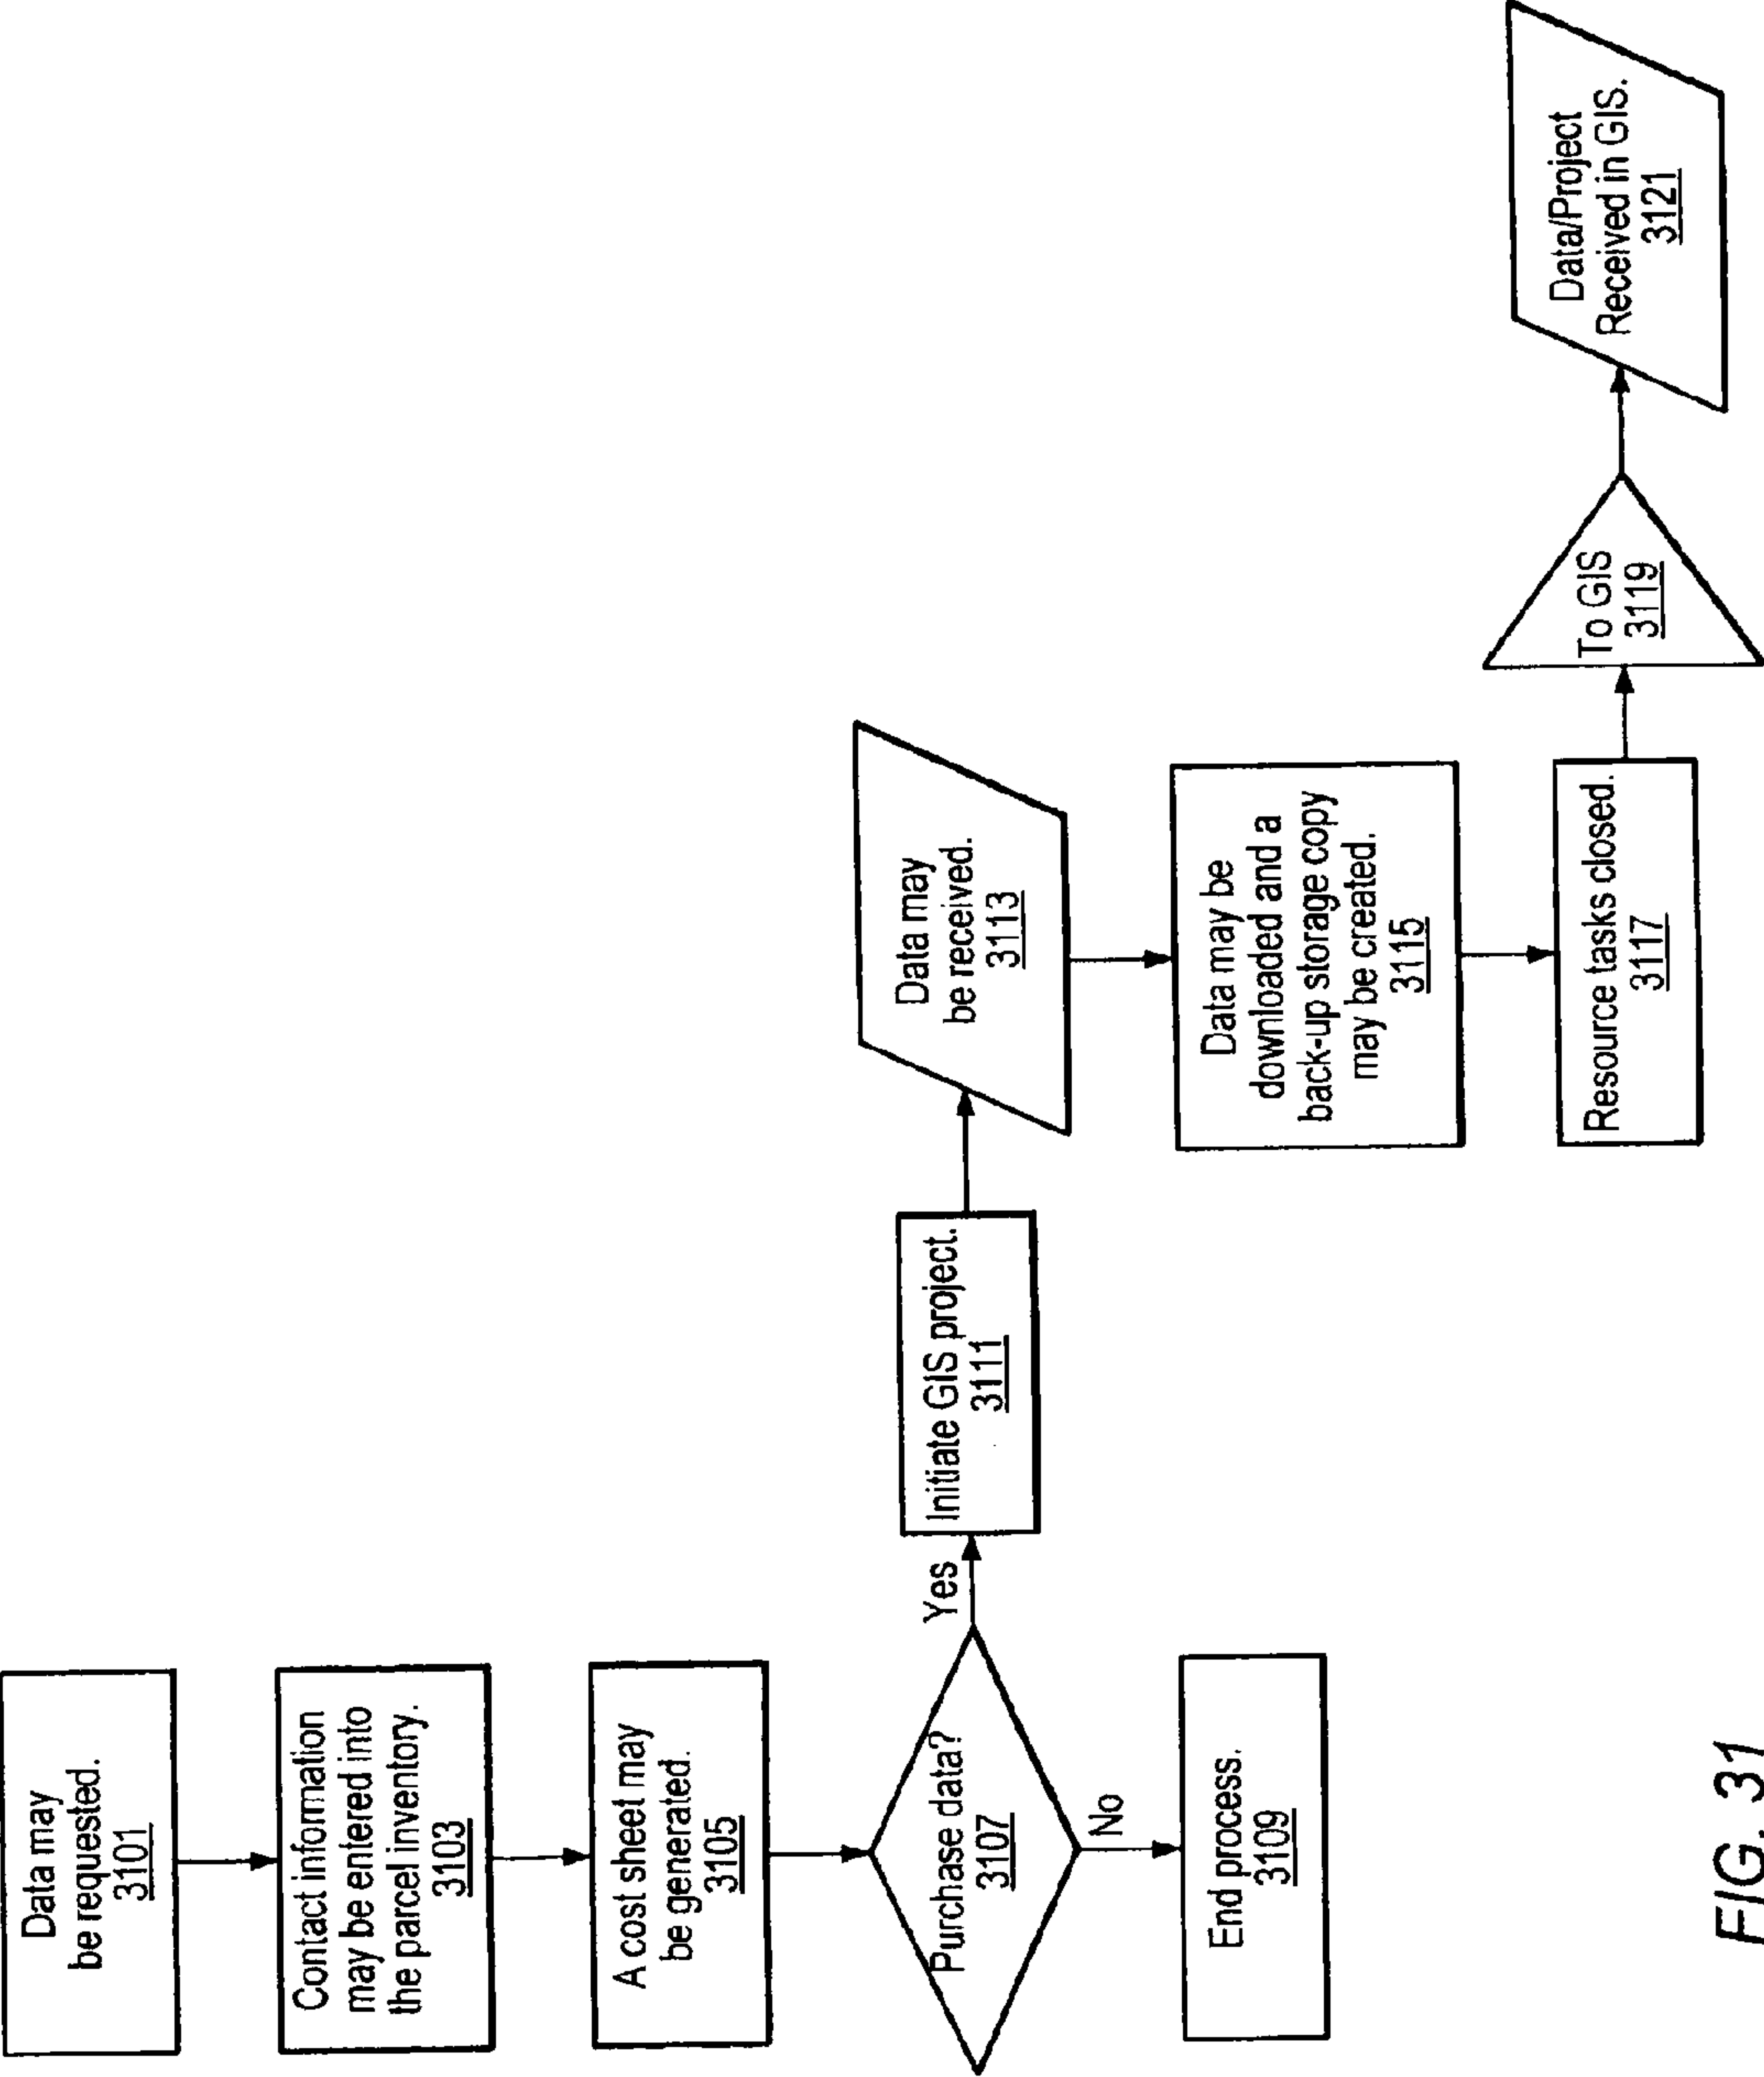 Data may
be requested.
3101
Contact information
may be entered into
the parcel inventory.
3103
A cost sheet may
be generated.
3105
Purchase data?
3107
No
End process.
3109
Yes
Initiate GIS project.
3111
Data may
be received.
3113
Data may be
downloaded and a
back-up storage copy
may be created.
3115
Resource tasks closed.
3117
To GIS
3119
Data/Project
Received in GIS.
3121
FIG. 31